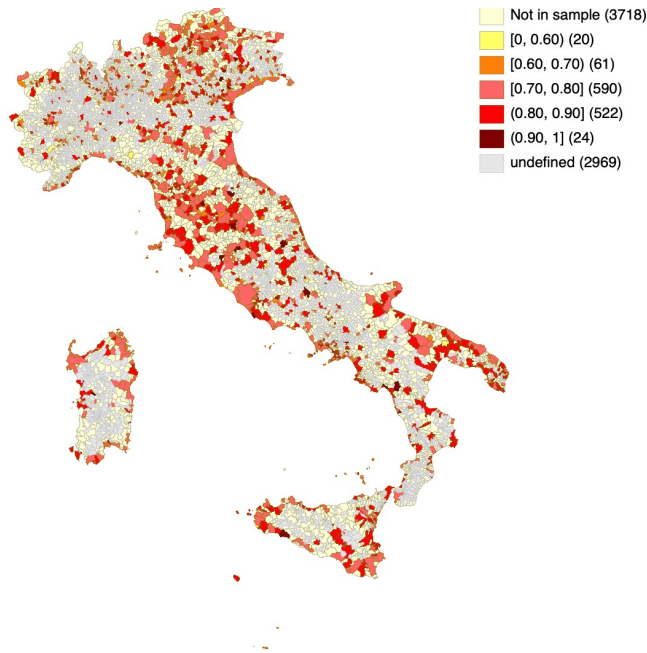 Not in sample (3718)
[0, 0.60) (20)
[0.60, 0.70) (61)
[0.70, 0.80] (590)
(0.80, 0.90] (522)
(0.90, 1] (24)
undefined (2969)